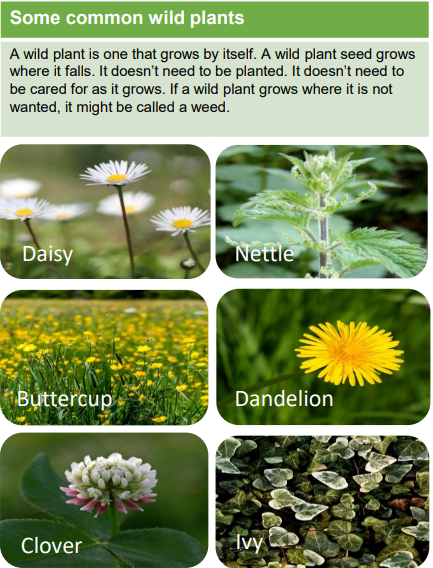 Some common wild plants
A wild plant is one that grows by itself. A wild plant seed grows
where it falls. It doesn’t need to be planted. It doesn’t need to
be cared for as it grows. If a wild plant grows where it is not
wanted, it might be called a weed.
Daisy
Nettle
Buttercup
Dandelion
Clover
Ivy